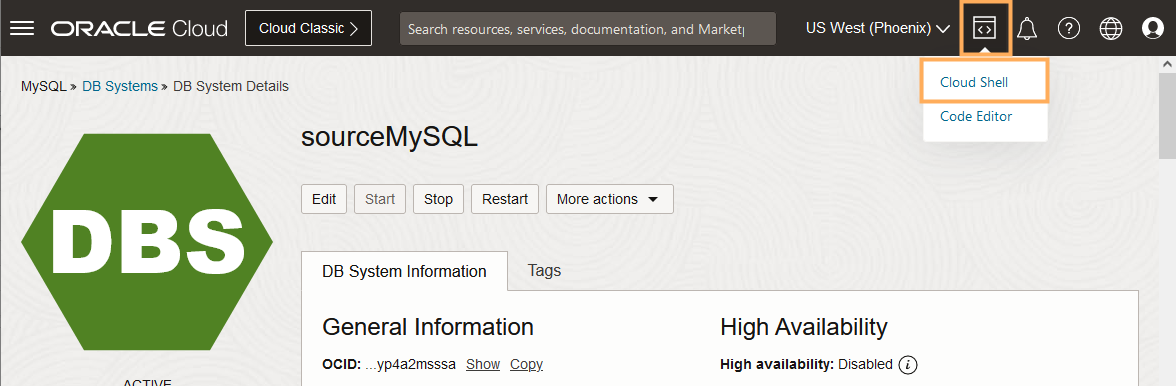 ORACLE Cloud Cloud Classic Search resources, services, documentation, and Market US West (Phoenix)
Cloud Shell
Code Editor
MySQL » DB Systems » DB System Details
DBS
ACTIVE
sourceMySQL
Edit Start Stop Restart More actions
DB System Information Tags
General Information
OCID: ...yp4a2msssa Show Copy
High Availability
High availability: Disabled